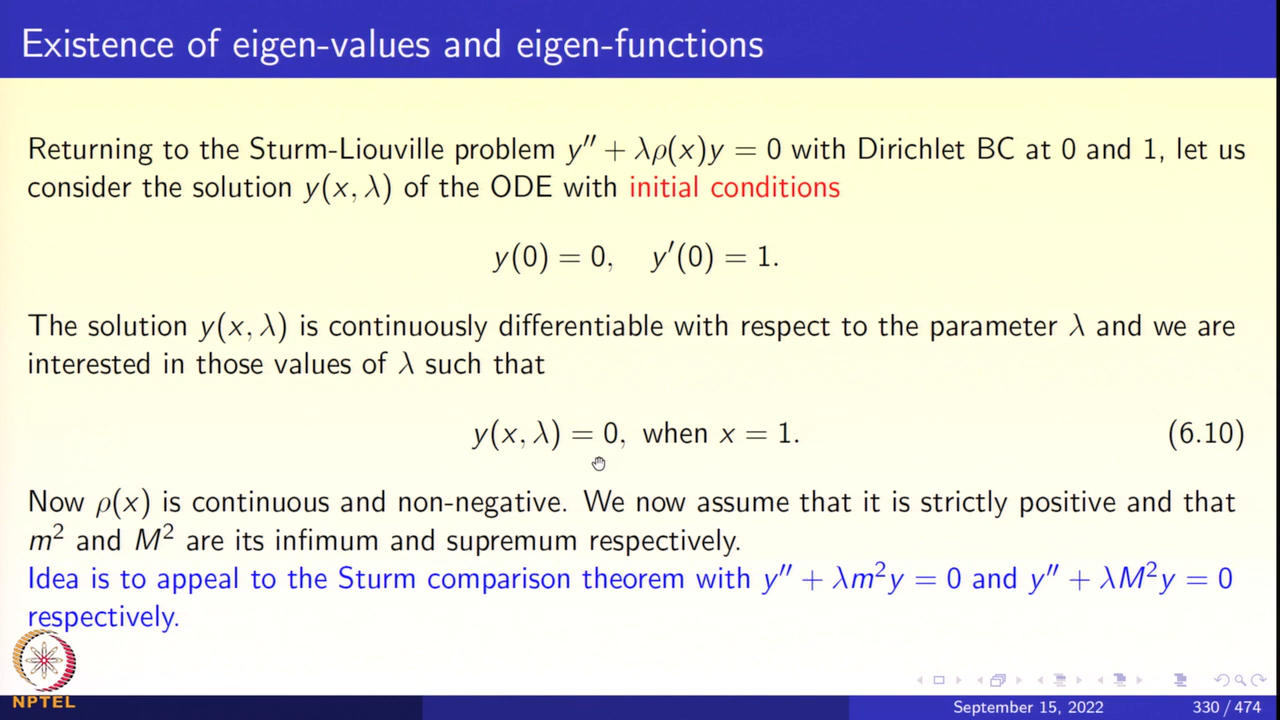 Existence of eigen-values and eigen-functions
Returning to the Sturm-Liouville problem y″ + λρ(x)y = 0 with Dirichlet BC at 0 and 1, let us
consider the solution y(x, λ) of the ODE with initial conditions
y(0) = 0, y′(0) = 1.
The solution y(x, λ) is continuously differentiable with respect to the parameter λ and we are
interested in those values of λ such that
y(x, λ) = 0, when x = 1. (6.10)
Now ρ(x) is continuous and non-negative. We now assume that it is strictly positive and that
m² and M² are its infimum and supremum respectively.
Idea is to appeal to the Sturm comparison theorem with y″ + λm²y = 0 and y″ + λM²y = 0
respectively.
NPTEL
September 15, 2022 330 / 474